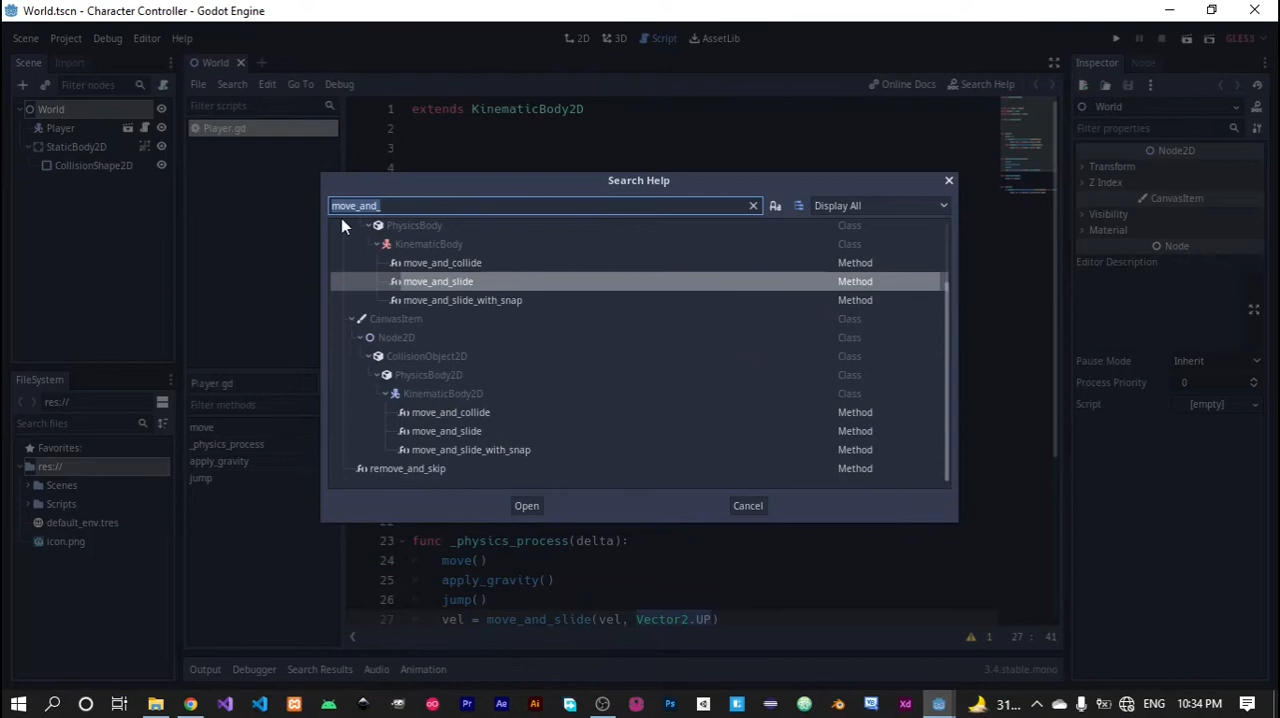 World.tscn - Character Controller - Godot Engine
Scene Project Debug Editor Help
2D 3D Script AssetLib
GLES3
Scene Import
World
Inspector Node
Filter nodes
File Search Edit Go To Debug
Online Docs Search Help
World
Player
StaticBody2D
CollisionShape2D
Filter scripts
Player.gd
1 extends KinematicBody2D
2
3
4
World
Filter properties
Node2D
Transform
Z Index
CanvasItem
Visibility
Material
Node
Editor Description
Pause Mode Inherit
Process Priority 0
Script [empty]
Search Help
move_and_
Display All
PhysicsBody Class
KinematicBody Class
move_and_collide Method
move_and_slide Method
move_and_slide_with_snap Method
CanvasItem Class
Node2D Class
CollisionObject2D Class
PhysicsBody2D Class
KinematicBody2D Class
move_and_collide Method
move_and_slide Method
move_and_slide_with_snap Method
remove_and_skip Method
Open Cancel
FileSystem
res://
Search files
Favorites:
res://
Scenes
Scripts
default_env.tres
icon.png
Player.gd
Filter methods
move
_physics_process
apply_gravity
jump
23 func _physics_process(delta):
24 move()
25 apply_gravity()
26 jump()
27 vel = move_and_slide(vel, Vector2.UP)
1 27 : 41
Output Debugger Search Results Audio Animation
3.4.stable.mono
31... ENG 10:34 PM